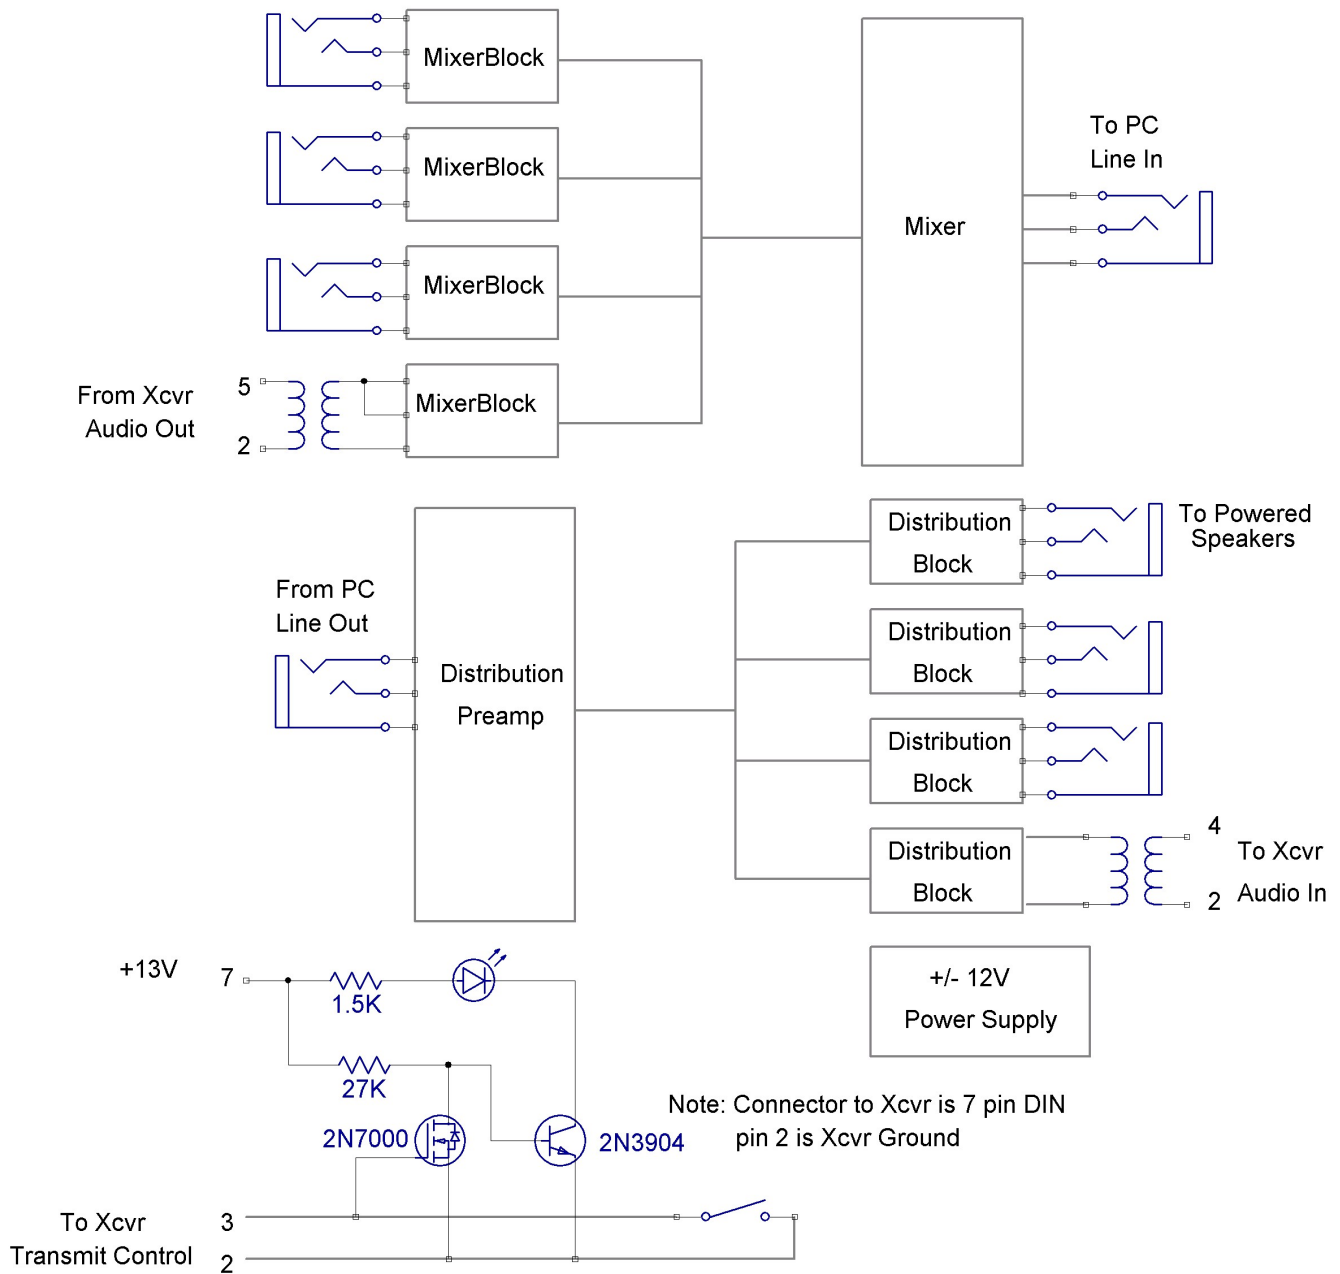 MixerBlock
MixerBlock
MixerBlock
From Xcvr
Audio Out
5
2
MixerBlock
Mixer
To PC
Line In
From PC
Line Out
Distribution
Preamp
Distribution
Block
To Powered
Speakers
Distribution
Block
Distribution
Block
Distribution
Block
4
2
To Xcvr
Audio In
+13V
7
1.5K
27K
2N7000
2N3904
+/- 12V
Power Supply
Note: Connector to Xcvr is 7 pin DIN
pin 2 is Xcvr Ground
To Xcvr
Transmit Control
3
2